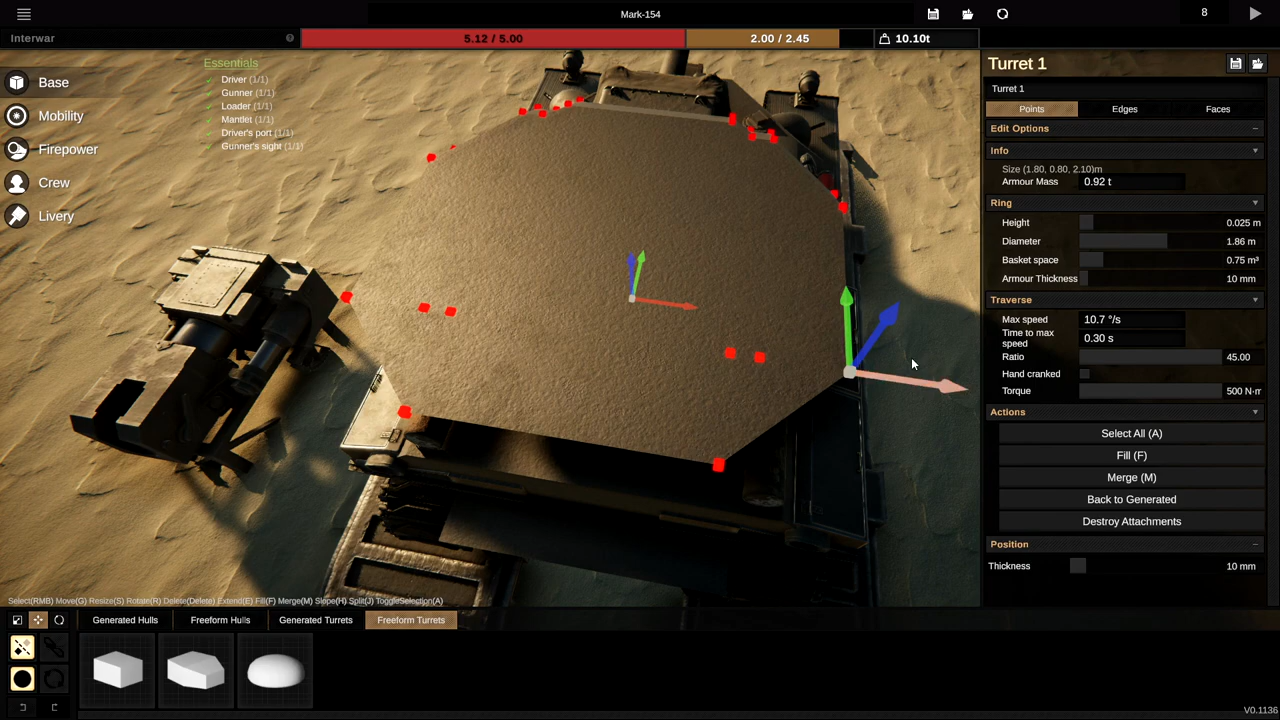 Mark-154
8
Interwar
5.12 / 5.00
2.00 / 2.45
10.10t
Essentials
Driver (1/1)
Gunner (1/1)
Loader (1/1)
Mantlet (1/1)
Driver's port (1/1)
Gunner's sight (1/1)
Base
Mobility
Firepower
Crew
Livery
Turret 1
Turret 1
Points
Edges
Faces
Edit Options
Info
Size (1.80, 0.80, 2.10)m
Armour Mass
0.92 t
Ring
Height
0.025 m
Diameter
1.86 m
Basket space
0.75 m³
Armour Thickness
10 mm
Traverse
Max speed
10.7 °/s
Time to max speed
0.30 s
Ratio
45.00
Hand cranked
Torque
500 N·m
Actions
Select All (A)
Fill (F)
Merge (M)
Back to Generated
Destroy Attachments
Position
Thickness
10 mm
Select(RMB) Move(G) Resize(S) Rotate(R) Delete(Delete) Extend(E) Fill(F) Merge(M) Slope(H) Split(J) ToggleSelection(A)
Generated Hulls
Freeform Hulls
Generated Turrets
Freeform Turrets
V0.1136